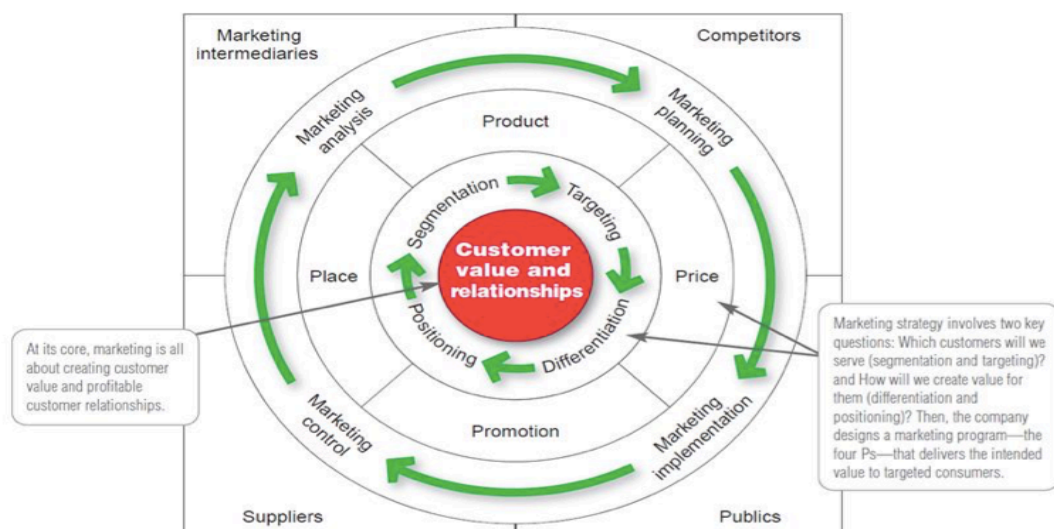 Marketing
intermediaries
Competitors
Marketing
analysis
Marketing
planning
Product
Segmentation
Targeting
Customer
value and
relationships
Place
Price
Positioning
Differentiation
At its core, marketing is all
about creating customer
value and profitable
customer relationships.
Marketing strategy involves two key
questions: Which customers will we
serve (segmentation and targeting)?
and How will we create value for
them (differentiation and
positioning)? Then, the company
designs a marketing program—the
four Ps—that delivers the intended
value to targeted consumers.
Marketing
control
Promotion
Marketing
implementation
Suppliers
Publics